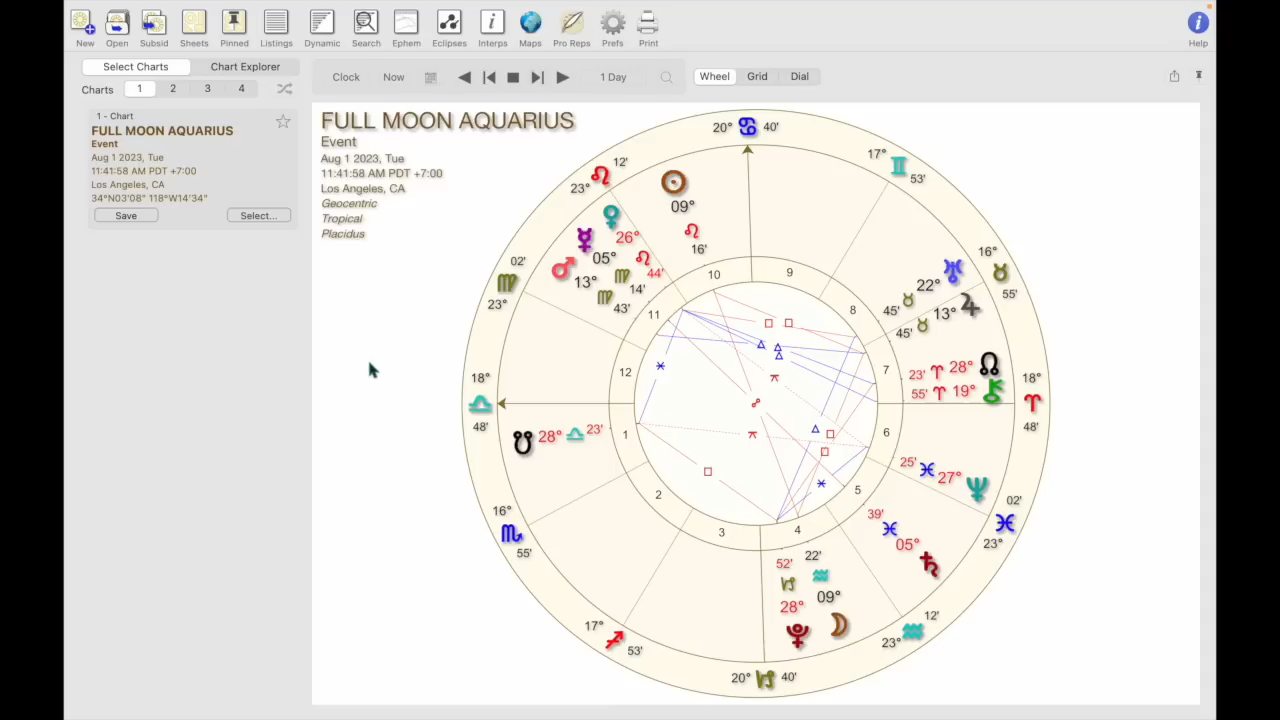 New Open Subsid Sheets Pinned Listings Dynamic Search Ephem Eclipses Interps Maps Pro Reps Prefs Print Help
Select Charts Chart Explorer
Charts 1 2 3 4
Clock Now 1 Day Wheel Grid Dial
1 - Chart
FULL MOON AQUARIUS
Event
Aug 1 2023, Tue
11:41:58 AM PDT +7:00
Los Angeles, CA
34°N03'08" 118°W14'34"
Save Select...
FULL MOON AQUARIUS
Event
Aug 1 2023, Tue
11:41:58 AM PDT +7:00
Los Angeles, CA
Geocentric
Tropical
Placidus
20° ♋ 40'
17° ♊ 53'
16° ♉ 55'
18° ♈ 48'
02' ♓ 23°
12' ♒ 23°
20° ♑ 40'
17° ♐ 53'
16° ♏ 55'
18° ♎ 48'
02' ♍ 23°
12' ♌ 23°
☉ 09° ♌ 16'
♀ 26° ♌ 44'
☿ 05° ♍ 14'
♂ 13° ♍ 43'
♅ 22° ♉ 45'
♃ 13° ♉ 45'
23' ♈ 28° ☊
55' ♈ 19° ⚷
25' ♓ 27° ♆
39' ♓ 05° ♄
22' ♒ 09° ☽
52' ♑ 28° ♇
☋ 28° ♎ 23'
10 9 8 7 6 5 4 3 2 1 12 11